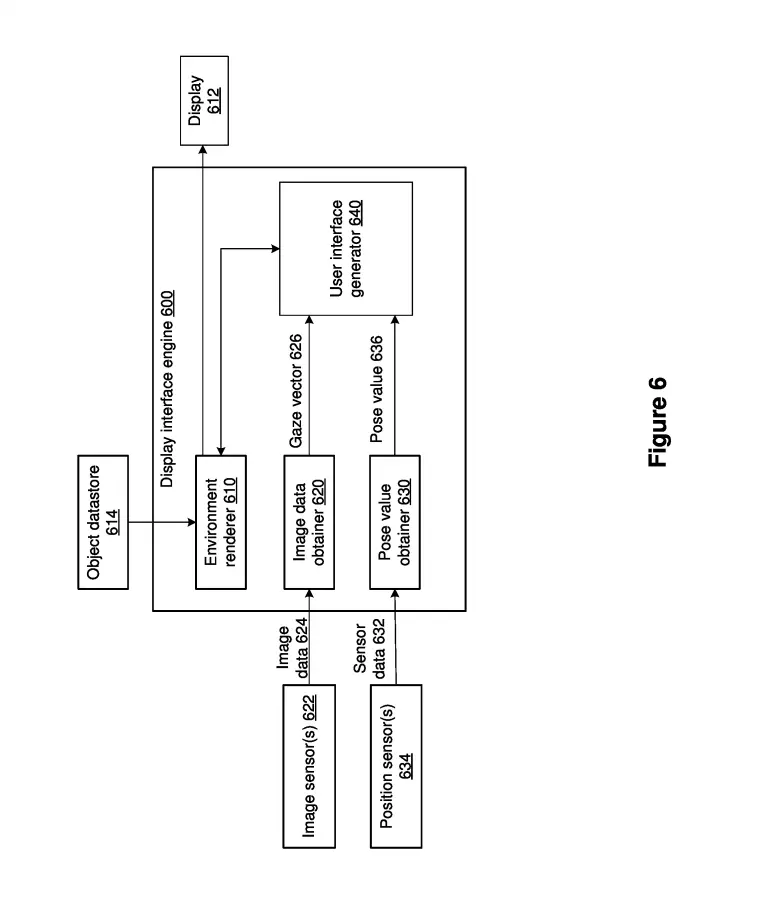 Object datastore
614
Display interface engine 600
Display
612
Environment
renderer 610
Image sensor(s) 622
Image
data 624
Image data
obtainer 620
Gaze vector 626
User interface
generator 640
Position sensor(s)
634
Sensor
data 632
Pose value
obtainer 630
Pose value 636
Figure 6